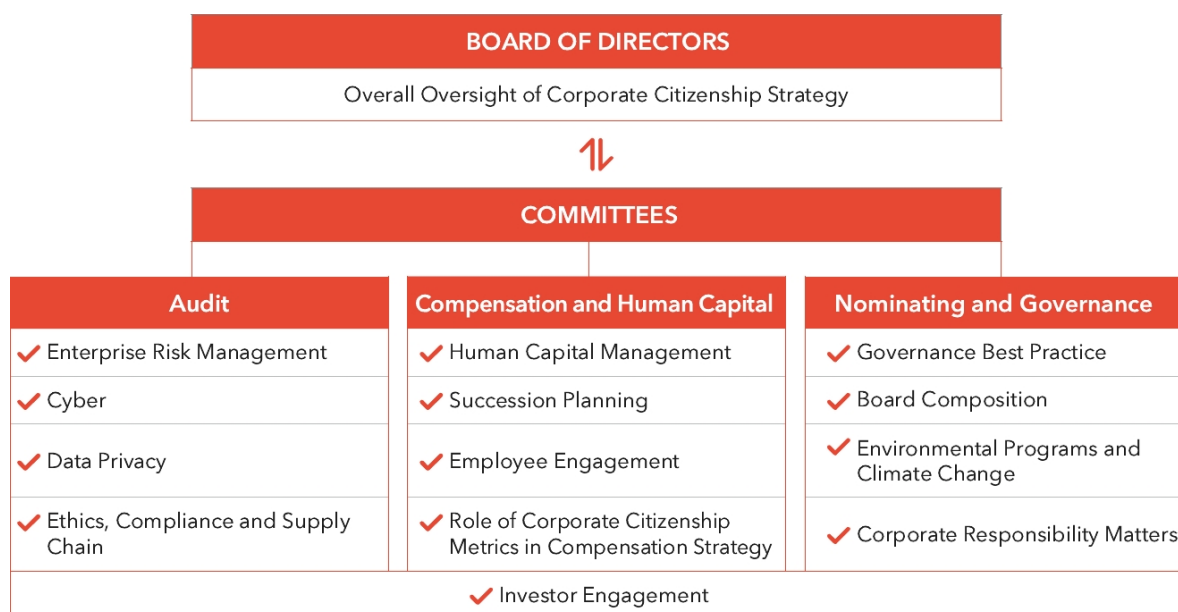 BOARD OF DIRECTORS
Overall Oversight of Corporate Citizenship Strategy
COMMITTEES
Audit
Enterprise Risk Management
Cyber
Data Privacy
Ethics, Compliance and Supply
Chain
Compensation and Human Capital
Human Capital Management
Succession Planning
Employee Engagement
Role of Corporate Citizenship
Metrics in Compensation Strategy
Nominating and Governance
Governance Best Practice
Board Composition
Environmental Programs and
Climate Change
Corporate Responsibility Matters
Investor Engagement